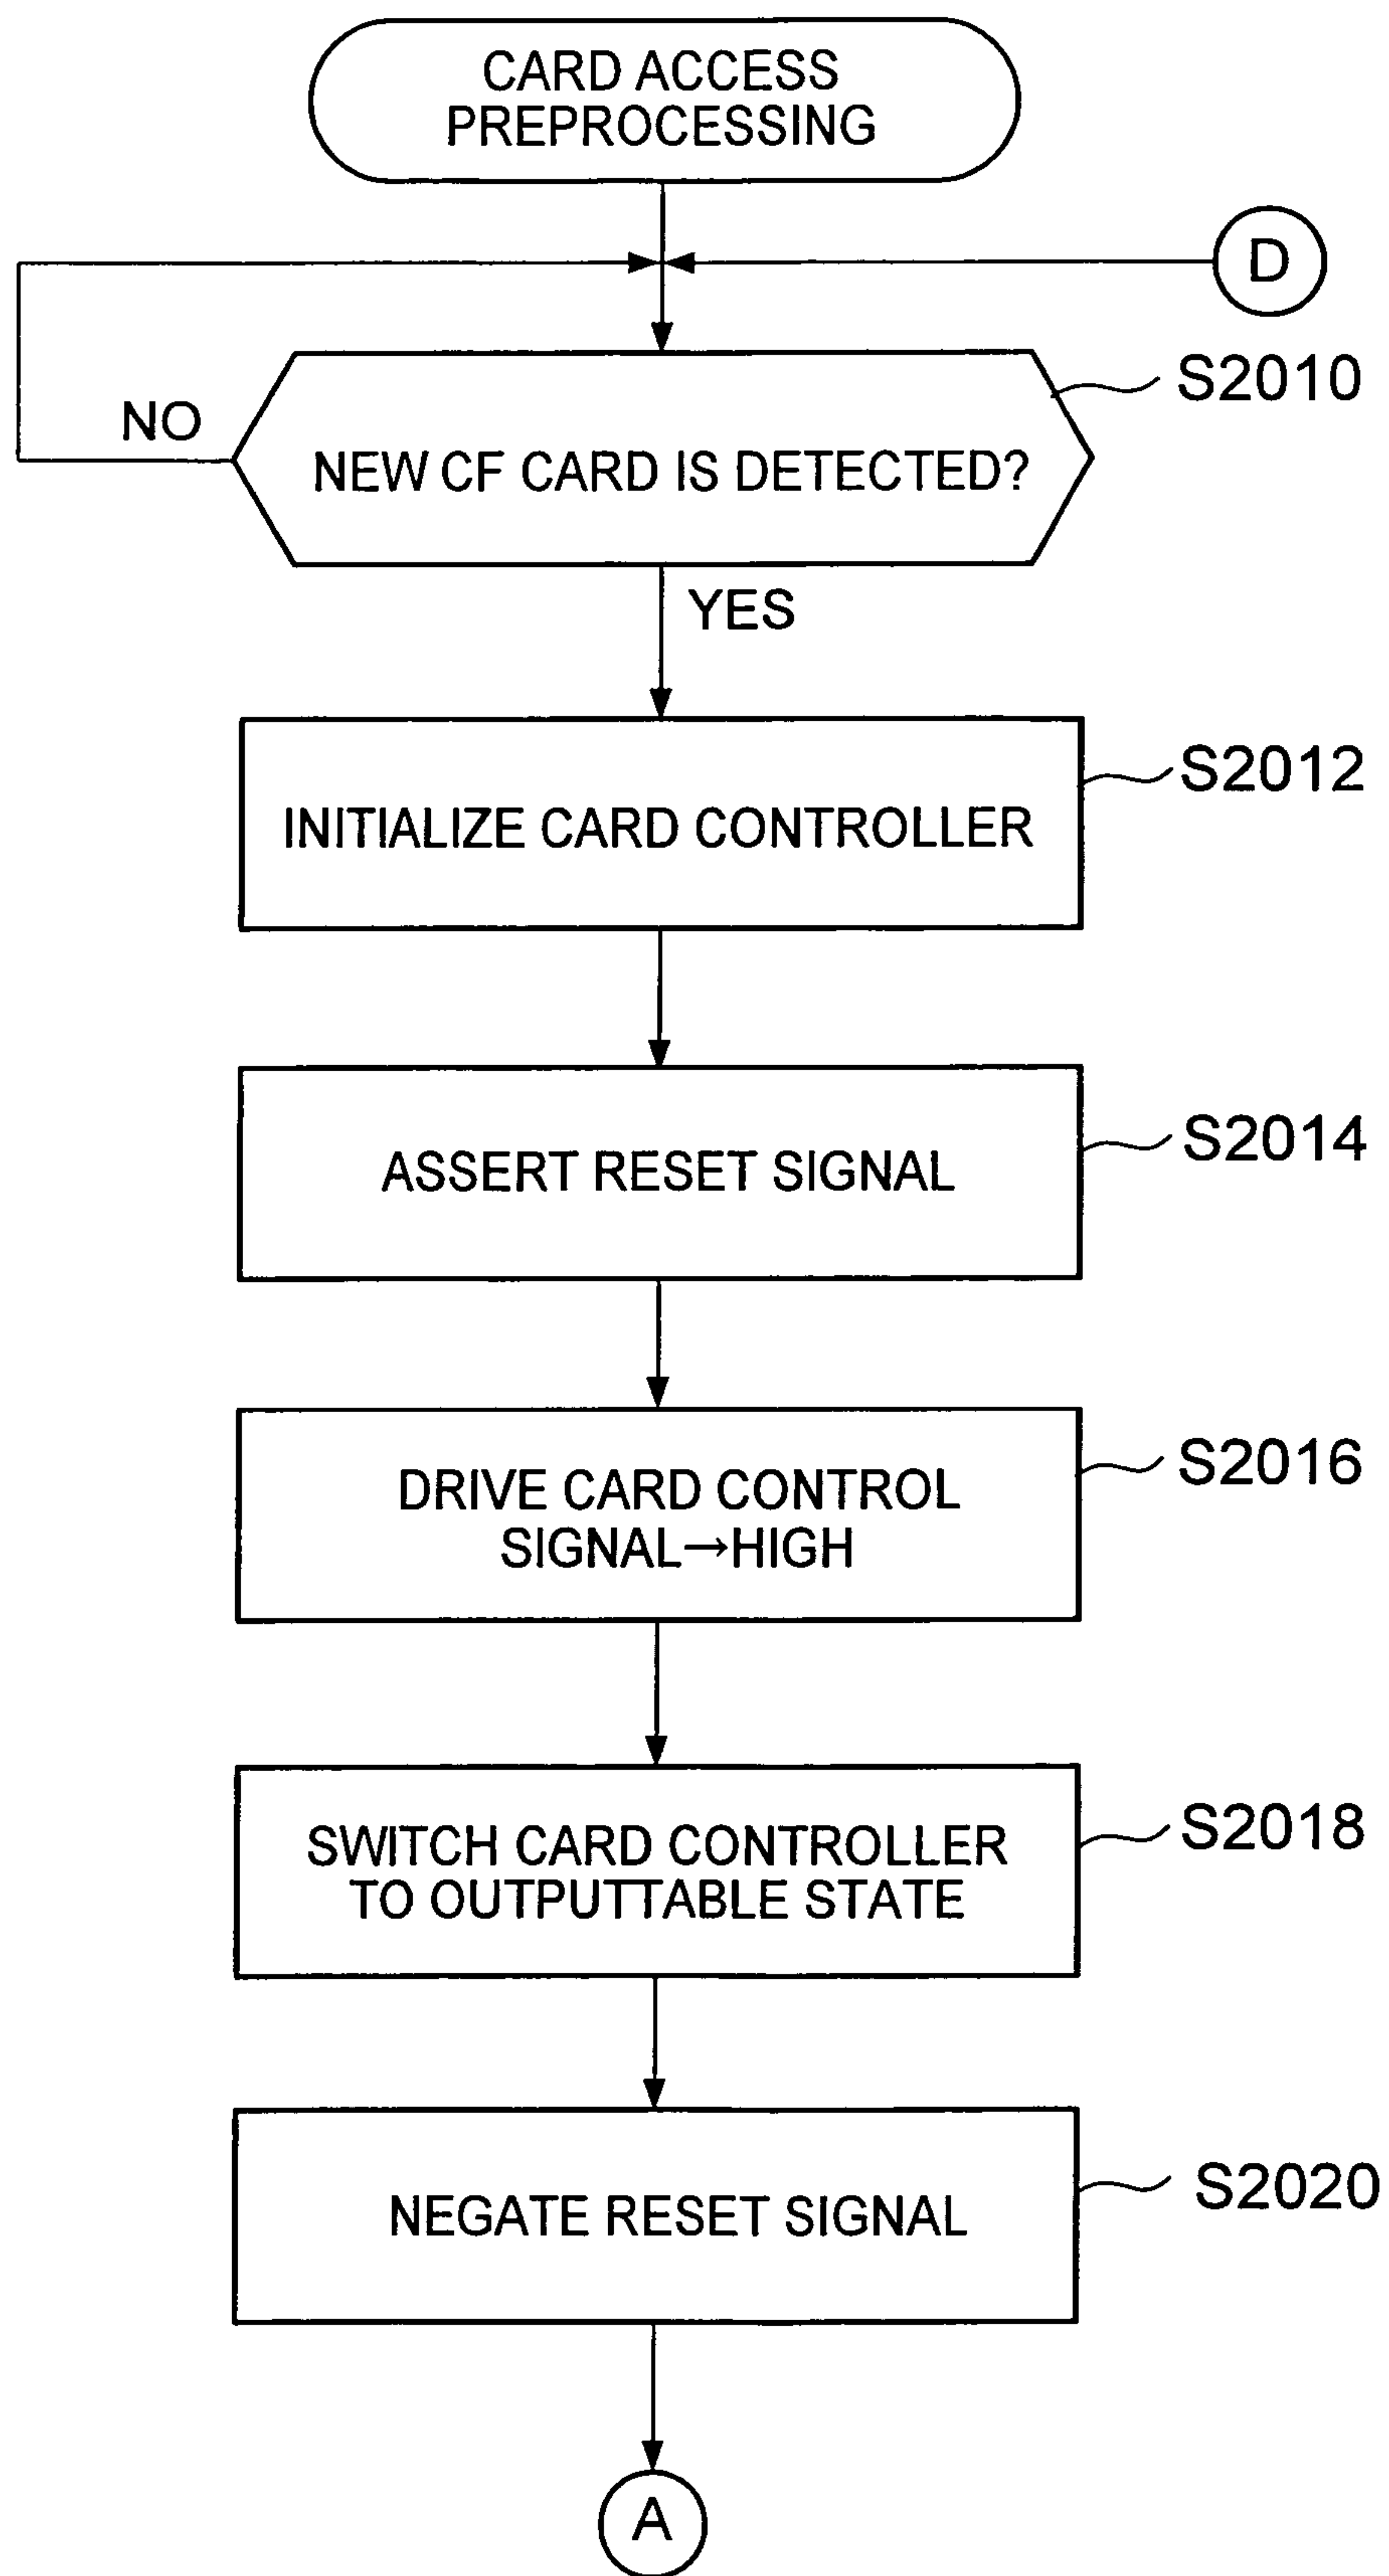 CARD ACCESS
PREPROCESSING
D
S2010
NO
NEW CF CARD IS DETECTED?
YES
S2012
INITIALIZE CARD CONTROLLER
S2014
ASSERT RESET SIGNAL
S2016
DRIVE CARD CONTROL
SIGNAL→HIGH
S2018
SWITCH CARD CONTROLLER
TO OUTPUTTABLE STATE
S2020
NEGATE RESET SIGNAL
A